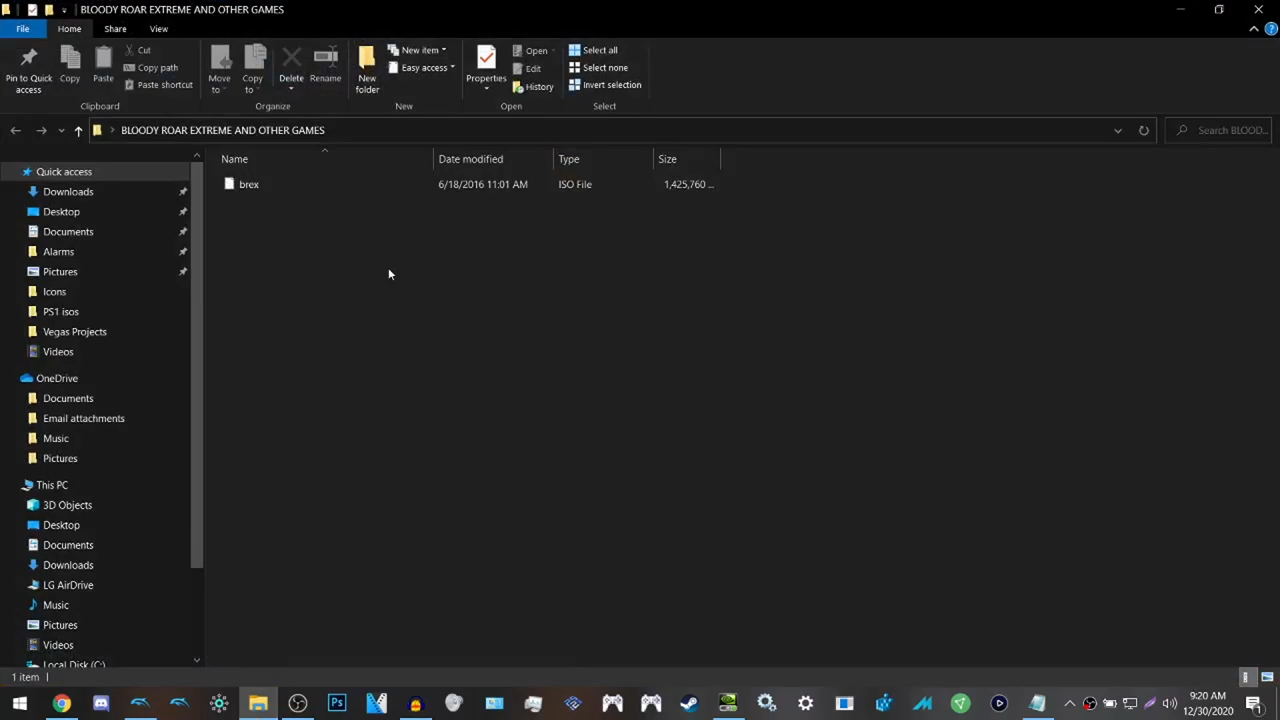 BLOODY ROAR EXTREME AND OTHER GAMES
File Home Share View
Pin to Quick access
Copy
Paste
Cut
Copy path
Paste shortcut
Move to
Copy to
Delete
Rename
New folder
New item
Easy access
Properties
Open
Edit
History
Select all
Select none
Invert selection
Clipboard Organize New Open Select
BLOODY ROAR EXTREME AND OTHER GAMES
Search BLOOD...
Name Date modified Type Size
brex 6/18/2016 11:01 AM ISO File 1,425,760 ...
Quick access
Downloads
Desktop
Documents
Alarms
Pictures
Icons
PS1 isos
Vegas Projects
Videos
OneDrive
Documents
Email attachments
Music
Pictures
This PC
3D Objects
Desktop
Documents
Downloads
LG AirDrive
Music
Pictures
Videos
Local Disk (C:)
1 item
Ps
9:20 AM
12/30/2020
1